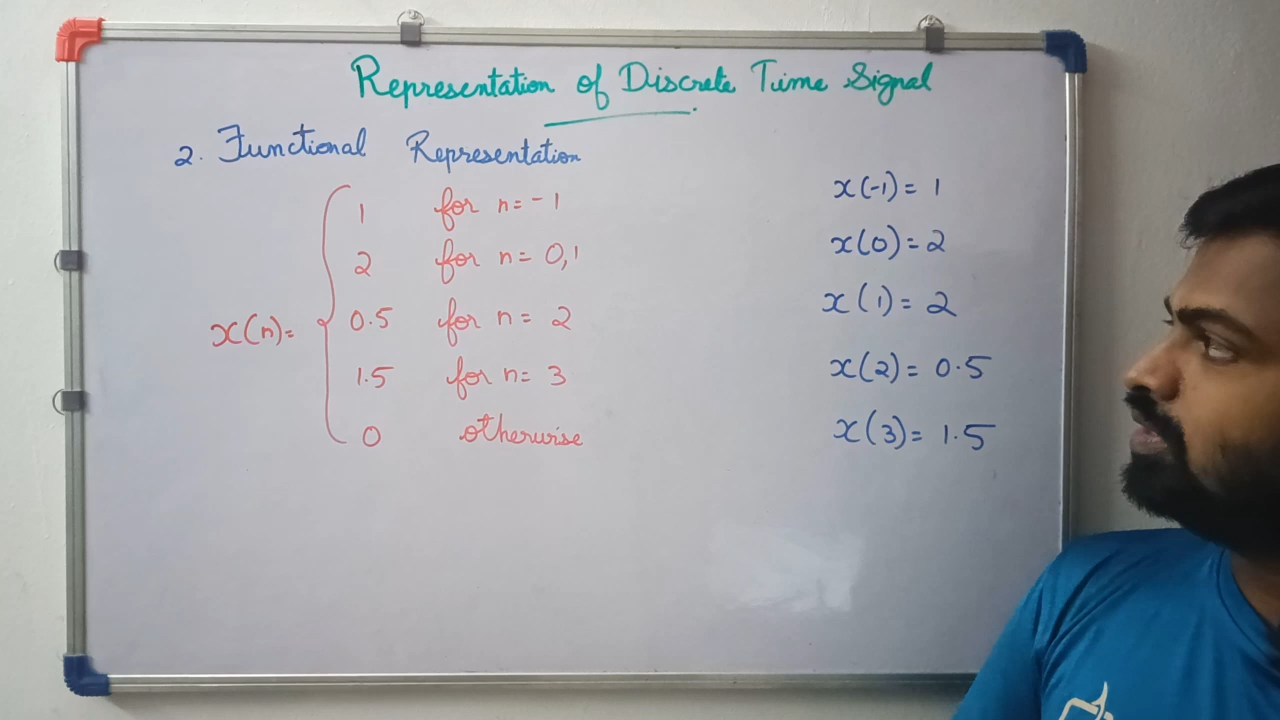 Representation of Discrete Time Signal
2. Functional Representation
x(n)= { 1 for n= -1
2 for n= 0,1
0.5 for n= 2
1.5 for n= 3
0 otherwise
x(-1)= 1
x(0)= 2
x(1)= 2
x(2)= 0.5
x(3)= 1.5